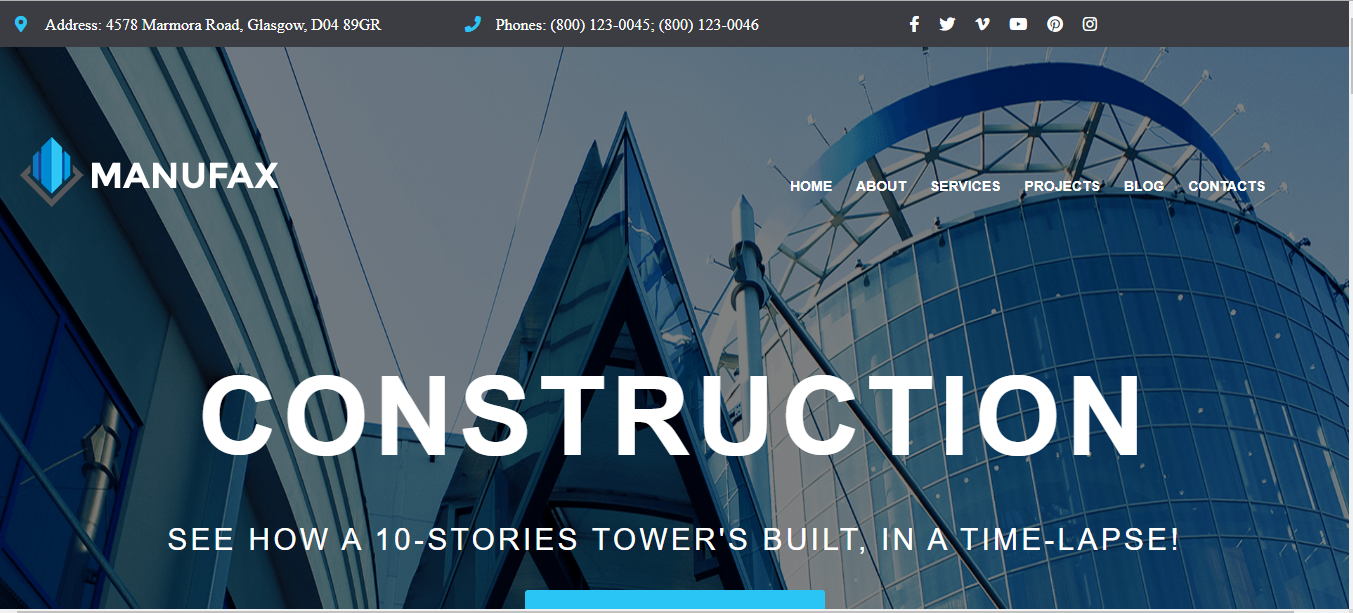 Address: 4578 Marmora Road, Glasgow, D04 89GR
Phones: (800) 123-0045; (800) 123-0046
MANUFAX
HOME ABOUT SERVICES PROJECTS BLOG CONTACTS
CONSTRUCTION
SEE HOW A 10-STORIES TOWER'S BUILT, IN A TIME-LAPSE!